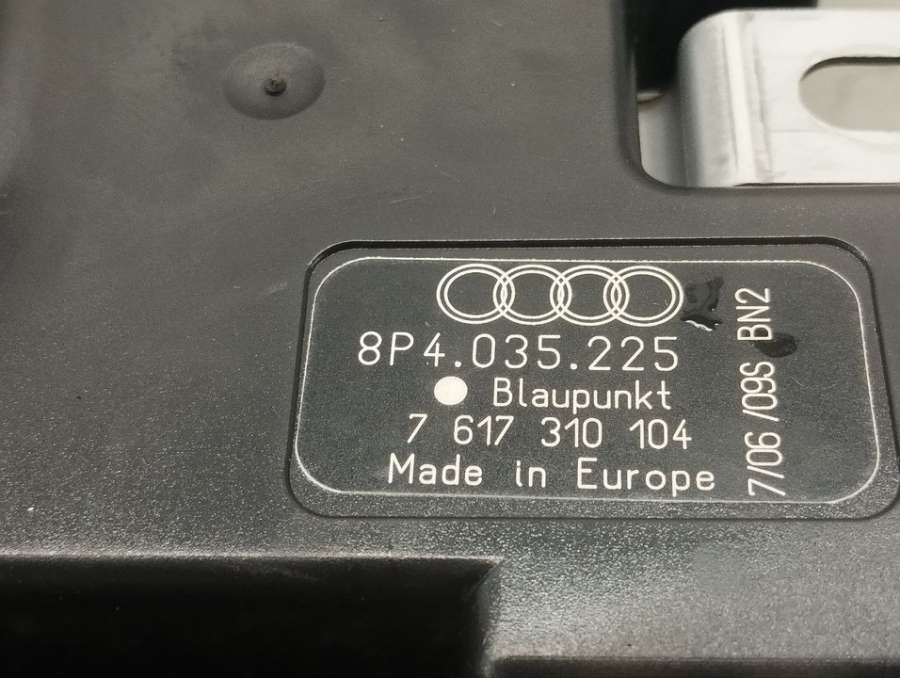 8P4.035.225
Blaupunkt
7 617 310 104
Made in Europe
7/06 /09S BN2